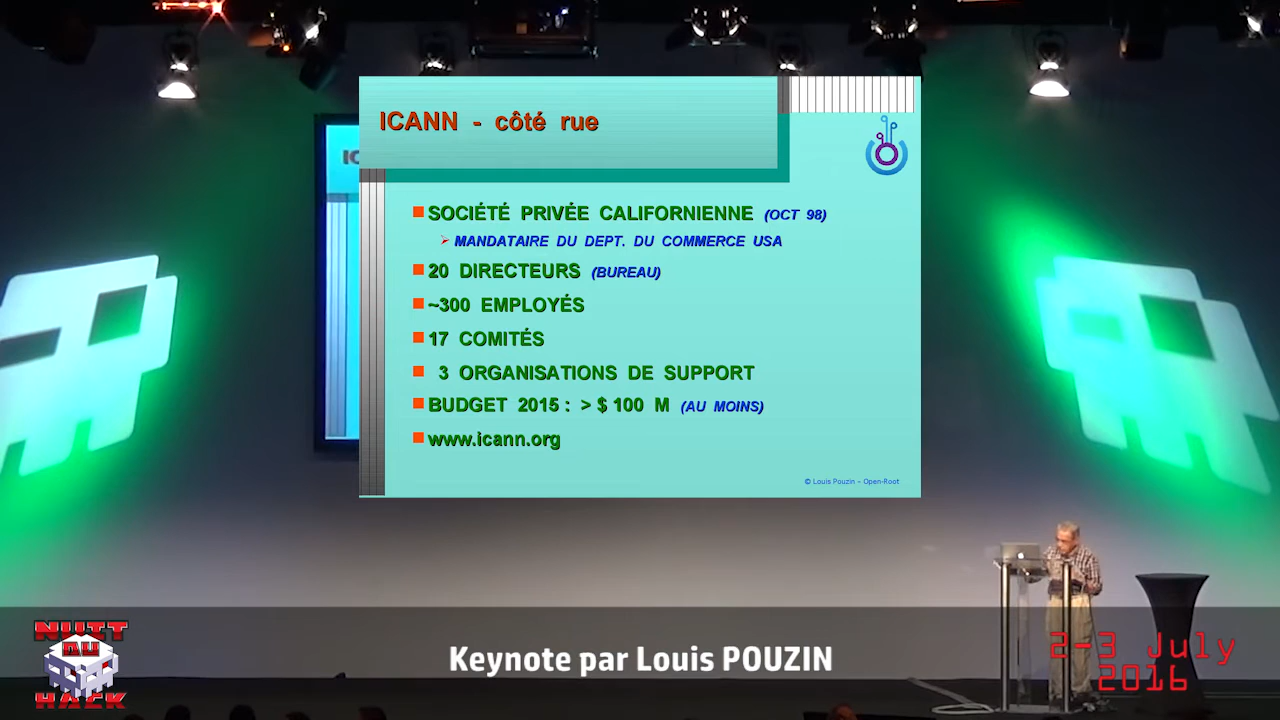 ICANN - côté rue
IC
SOCIÉTÉ PRIVÉE CALIFORNIENNE (OCT 98)
MANDATAIRE DU DEPT. DU COMMERCE USA
20 DIRECTEURS (BUREAU)
~300 EMPLOYÉS
17 COMITÉS
3 ORGANISATIONS DE SUPPORT
BUDGET 2015 : > $ 100 M (AU MOINS)
www.icann.org
© Louis Pouzin - Open-Root
NUIT
AU
HACK
Keynote par Louis POUZIN
2-3 July
2016